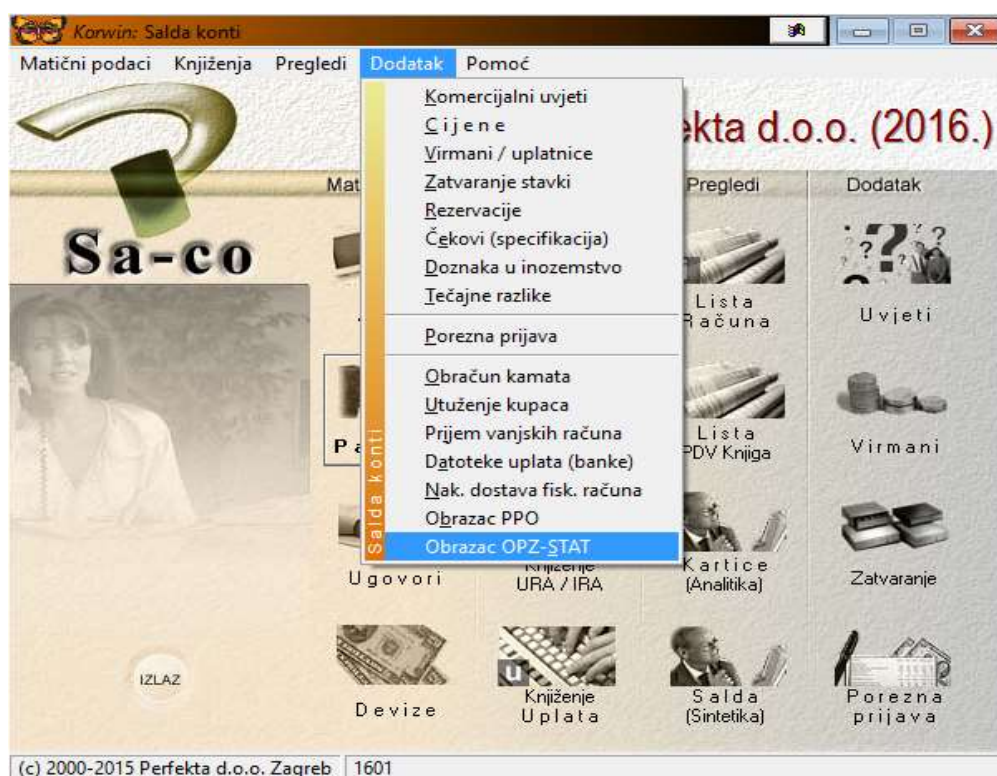 Korwin: Salda konti
Matični podaci Knjiženja Pregledi Dodatak Pomoć
Komercijalni uvjeti
C i j e n e
Virmani / uplatnice
Zatvaranje stavki
Rezervacije
Čekovi (specifikacija)
Doznaka u inozemstvo
Tečajne razlike
Porezna prijava
Obračun kamata
Utuženje kupaca
Prijem vanjskih računa
Datoteke uplata (banke)
Nak. dostava fisk. računa
Obrazac PPO
Obrazac OPZ-STAT
Salda konti
d.o.o. (2016.)
Sa-co
Pregledi Dodatak
Lista
Računa
Uvjeti
Lista
PDV Knjiga
Virmani
Ugovori
Knjiženje
URA / IRA
Kartice
(Analitika)
Zatvaranje
IZLAZ
Devize
u
Knjiženje
Uplata
Salda
(Sintetika)
Porezna
prijava
(c) 2000-2015 Perfekta d.o.o. Zagreb 1601